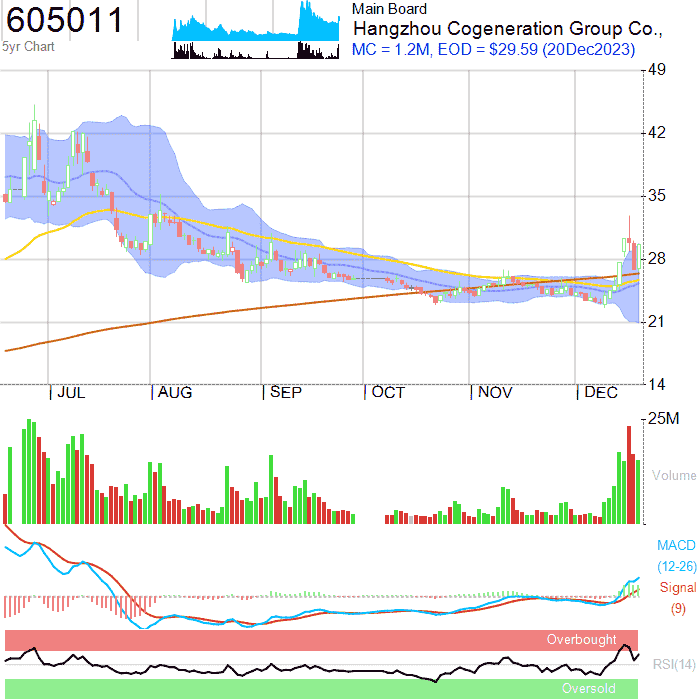 605011
5yr Chart
Main Board
Hangzhou Cogeneration Group Co.,
MC = 1.2M, EOD = $29.59 (20Dec2023)
49
42
35
28
21
14
JUL
AUG
SEP
OCT
NOV
DEC
25M
Volume
MACD
(12-26)
Signal
(9)
Overbought
RSI(14)
Oversold